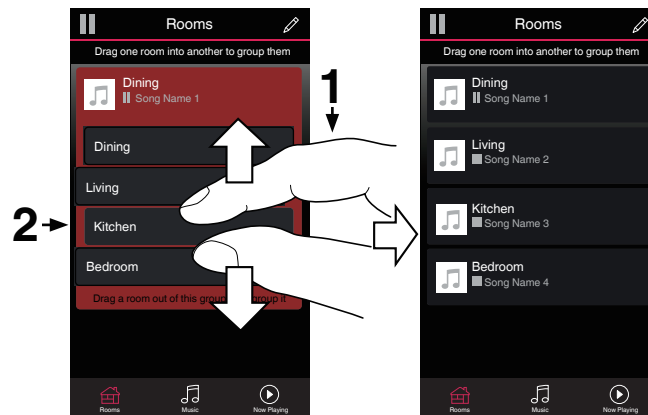 Rooms
Drag one room into another to group them
Dining
Song Name 1
Dining
Living
Kitchen
Bedroom
Drag a room out of this group group it
Rooms
Music
Now Playing
1
2
Rooms
Drag one room into another to group them
Dining
Song Name 1
Living
Song Name 2
Kitchen
Song Name 3
Bedroom
Song Name 4
Rooms
Music
Now Playing